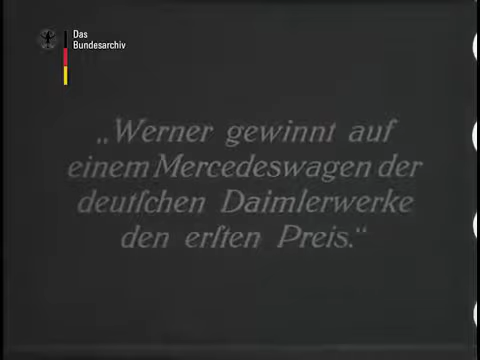 Das
Bundesarchiv
„Werner gewinnt auf
einem Mercedeswagen der
deutſchen Daimlerwerke
den erſten Preis.“